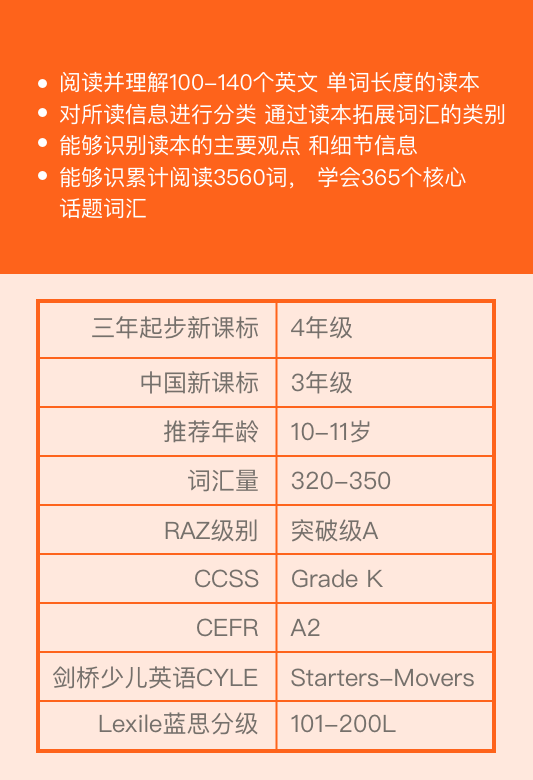 阅读并理解100-140个英文 单词长度的读本
对所读信息进行分类 通过读本拓展词汇的类别
能够识别读本的主要观点 和细节信息
能够识累计阅读3560词, 学会365个核心
话题词汇
三年起步新课标 4年级
中国新课标 3年级
推荐年龄 10-11岁
词汇量 320-350
RAZ级别 突破级A
CCSS Grade K
CEFR A2
剑桥少儿英语CYLE Starters-Movers
Lexile蓝思分级 101-200L